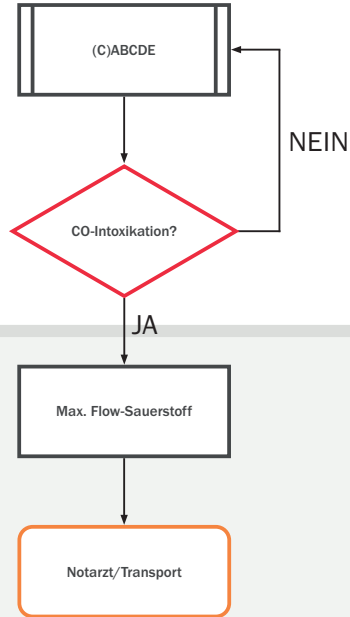 (C)ABCDE
NEIN
CO-Intoxikation?
JA
Max. Flow-Sauerstoff
Notarzt/Transport